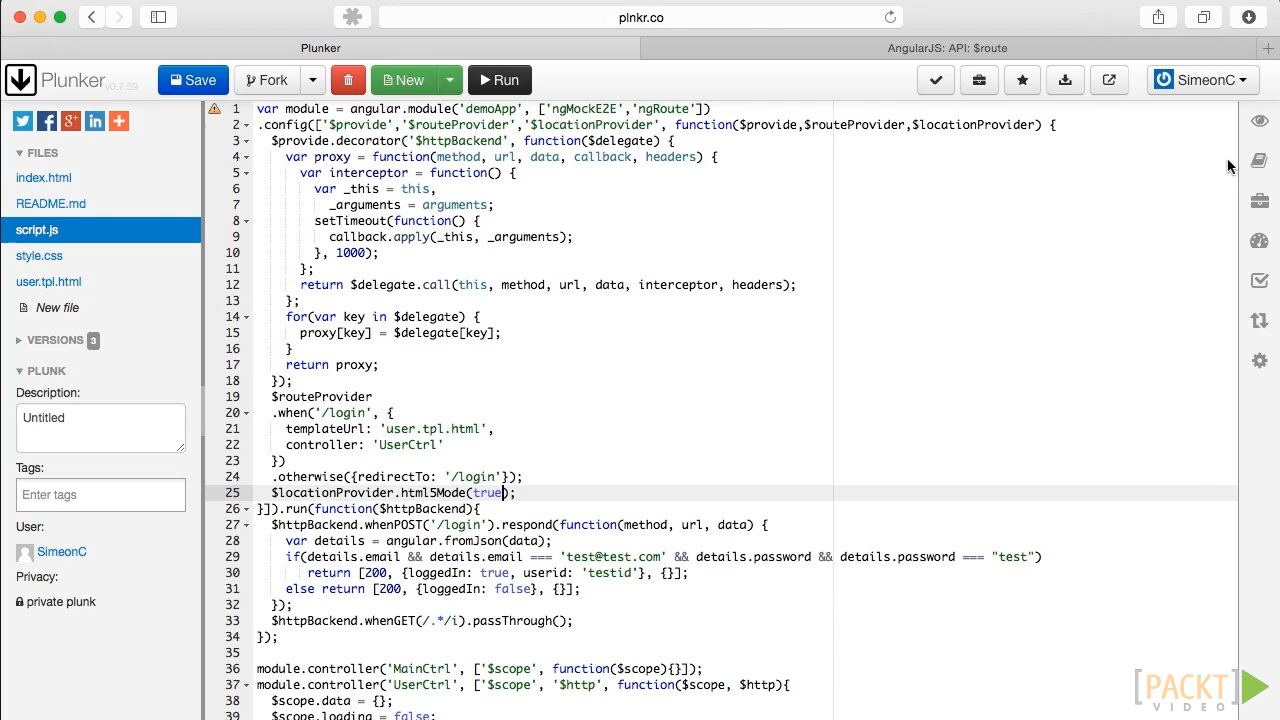 plnkr.co
Plunker
AngularJS: API: $route
Plunker v0.7.59
Save
Fork
New
Run
SimeonC
FILES
index.html
README.md
script.js
style.css
user.tpl.html
New file
VERSIONS 3
PLUNK
Description:
Untitled
Tags:
Enter tags
User:
SimeonC
Privacy:
private plunk
1 var module = angular.module('demoApp', ['ngMockE2E','ngRoute'])
2 .config(['$provide','$routeProvider','$locationProvider', function($provide,$routeProvider,$locationProvider) {
3 $provide.decorator('$httpBackend', function($delegate) {
4 var proxy = function(method, url, data, callback, headers) {
5 var interceptor = function() {
6 var _this = this,
7 _arguments = arguments;
8 setTimeout(function() {
9 callback.apply(_this, _arguments);
10 }, 1000);
11 };
12 return $delegate.call(this, method, url, data, interceptor, headers);
13 };
14 for(var key in $delegate) {
15 proxy[key] = $delegate[key];
16 }
17 return proxy;
18 });
19 $routeProvider
20 .when('/login', {
21 templateUrl: 'user.tpl.html',
22 controller: 'UserCtrl'
23 })
24 .otherwise({redirectTo: '/login'});
25 $locationProvider.html5Mode(true);
26 }]).run(function($httpBackend){
27 $httpBackend.whenPOST('/login').respond(function(method, url, data) {
28 var details = angular.fromJson(data);
29 if(details.email && details.email === 'test@test.com' && details.password && details.password === "test")
30 return [200, {loggedIn: true, userid: 'testid'}, {}];
31 else return [200, {loggedIn: false}, {}];
32 });
33 $httpBackend.whenGET(/.*/i).passThrough();
34 });
35
36 module.controller('MainCtrl', ['$scope', function($scope){}]);
37 module.controller('UserCtrl', ['$scope', '$http', function($scope, $http){
38 $scope.data = {};
39 $scope.loading = false;
[PACKT]
VIDEO